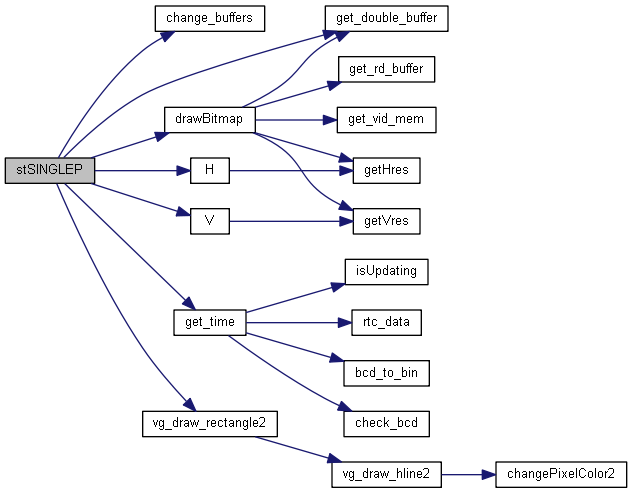 change_buffers
get_double_buffer
get_rd_buffer
drawBitmap
get_vid_mem
stSINGLEP
H
getHres
V
getVres
isUpdating
get_time
rtc_data
bcd_to_bin
vg_draw_rectangle2
check_bcd
vg_draw_hline2
changePixelColor2